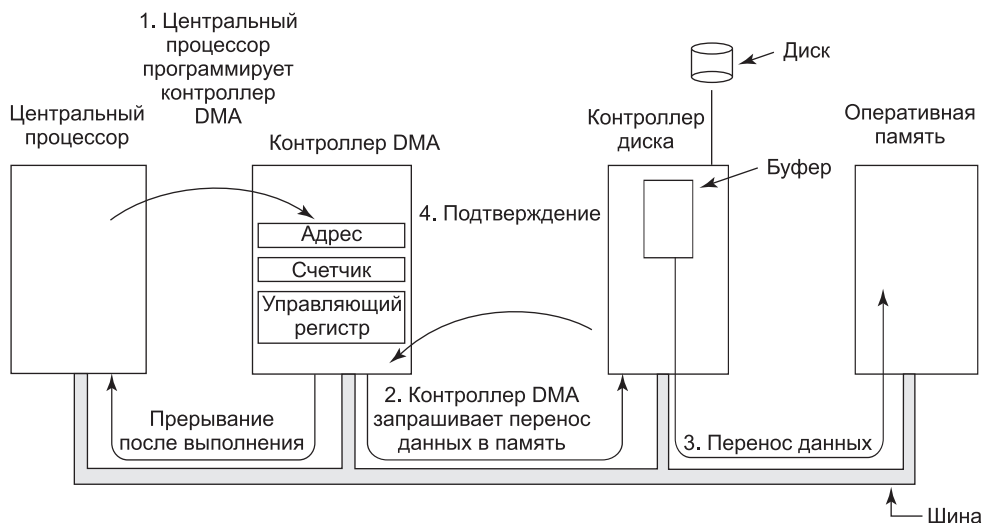 1. Центральный
процессор
программирует
контроллер
DMA
Диск
Центральный
процессор
Контроллер DMA
Контроллер
диска
Оперативная
память
Буфер
4. Подтверждение
Адрес
Счетчик
Управляющий
регистр
Прерывание
после выполнения
2. Контроллер DMA
запрашивает перенос
данных в память
3. Перенос данных
Шина